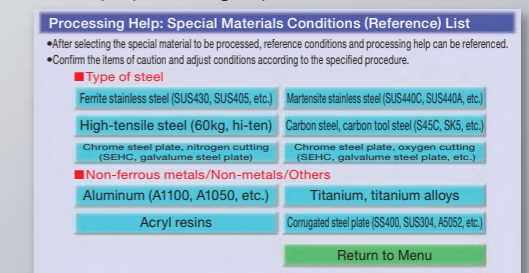 Processing Help: Special Materials Conditions (Reference) List
●After selecting the special material to be processed, reference conditions and processing help can be referenced.
●Confirm the items of caution and adjust conditions according to the specified procedure.
■Type of steel
Ferrite stainless steel (SUS430, SUS405, etc.)
Martensite stainless steel (SUS440C, SUS440A, etc.)
High-tensile steel (60kg, hi-ten)
Carbon steel, carbon tool steel (S45C, SK5, etc.)
Chrome steel plate, nitrogen cutting
(SEHC, galvalume steel plate)
Chrome steel plate, oxygen cutting
(SEHC, galvalume steel plate, etc.)
■Non-ferrous metals/Non-metals/Others
Aluminum (A1100, A1050, etc.)
Titanium, titanium alloys
Acryl resins
Corrugated steel plate (SS400, SUS304, A5052, etc.)
Return to Menu